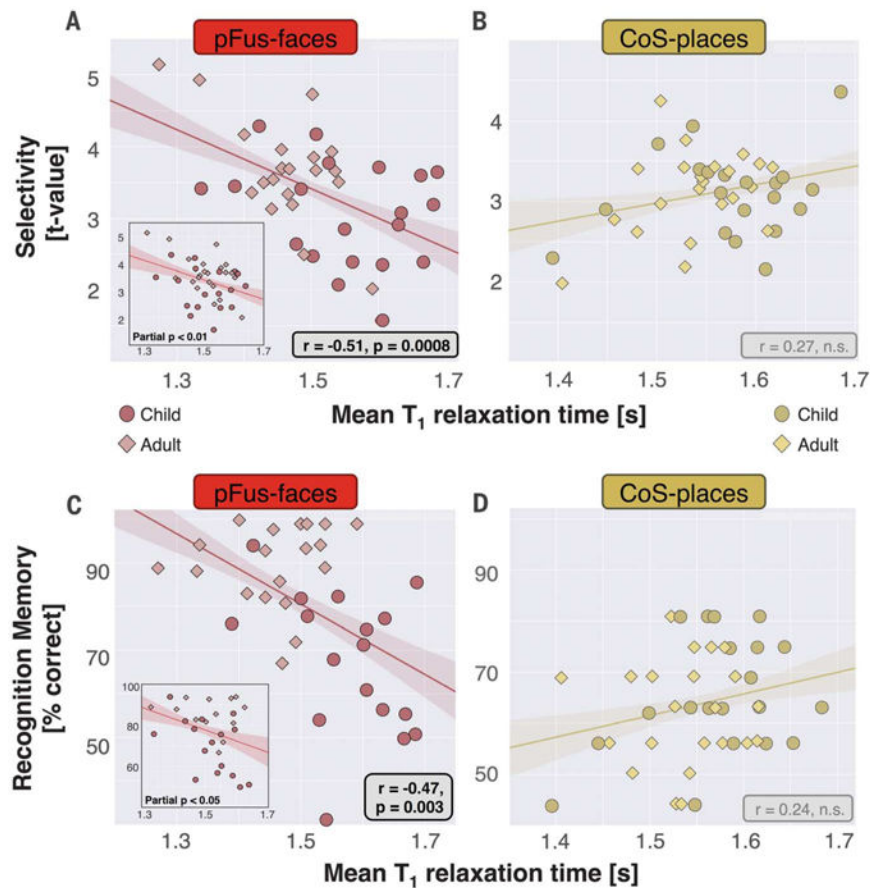 A
pFus-faces
B
CoS-places
Selectivity
[t-value]
5
4
3
2
5
4
3
2
1.3
1.5
1.7
Partial p < 0.01
r = -0.51, p = 0.0008
1.3
1.5
1.7
4
3
2
r = 0.27, n.s.
1.4
1.5
1.6
1.7
Mean T₁ relaxation time [s]
Child
Adult
Child
Adult
C
pFus-faces
D
CoS-places
Recognition Memory
[% correct]
90
70
50
100
80
60
Partial p < 0.05
1.3
1.5
1.7
r = -0.47,
p = 0.003
1.3
1.5
1.7
90
70
50
r = 0.24, n.s.
1.4
1.5
1.6
1.7
Mean T₁ relaxation time [s]